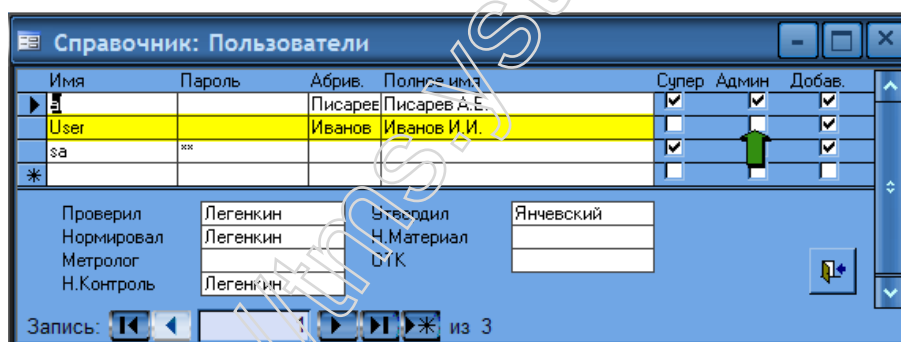 Справочник: Пользователи
Имя Пароль Абрив. Полное имя Супер Админ Добав.
a Писарев Писарев А.Е.
User Иванов Иванов И.И.
sa **
Проверил Легенкин Утвердил Янчевский
Нормировал Легенкин Н.Материал
Метролог ОТК
Н.Контроль Легенкин
Запись: 1 из 3